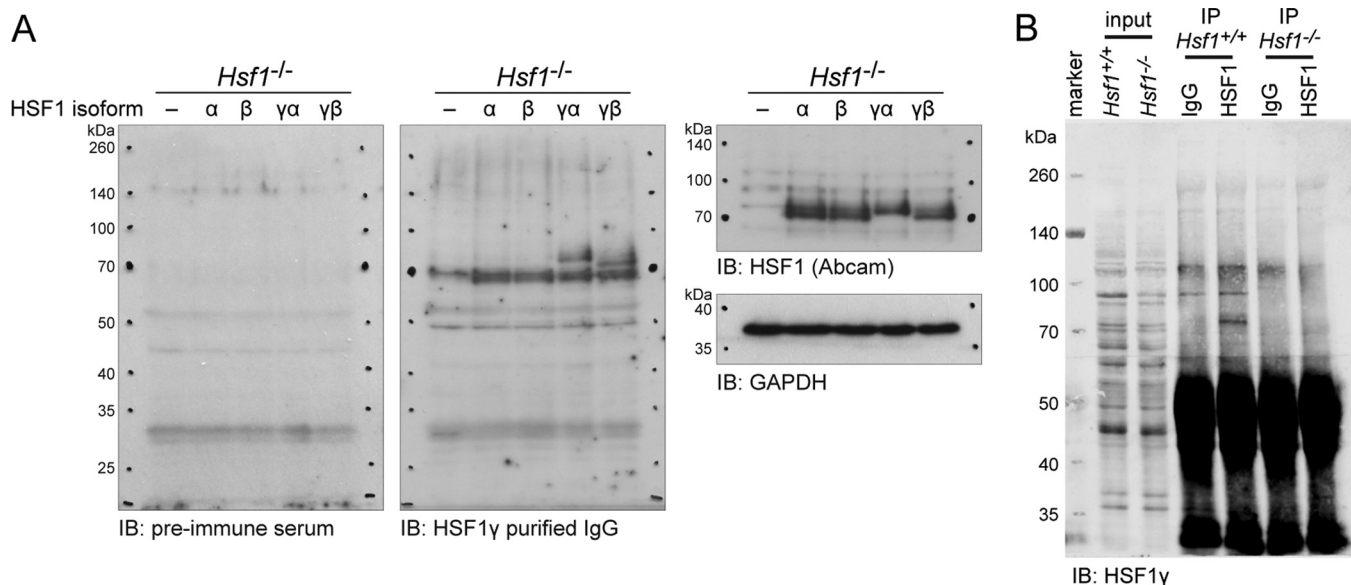 A
Hsf1-/-
HSF1 isoform – α β γα γβ
kDa
260
140
100
70
50
40
35
25
IB: pre-immune serum
Hsf1-/-
– α β γα γβ
IB: HSF1γ purified IgG
Hsf1-/-
– α β γα γβ
kDa
140
100
70
IB: HSF1 (Abcam)
kDa
40
35
IB: GAPDH
B
input
IP
Hsf1+/+
IP
Hsf1-/-
marker
Hsf1+/+
Hsf1-/-
IgG
HSF1
IgG
HSF1
kDa
260
140
100
70
50
40
35
IB: HSF1γ